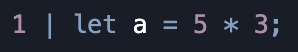 1 | let a = 5 * 3;